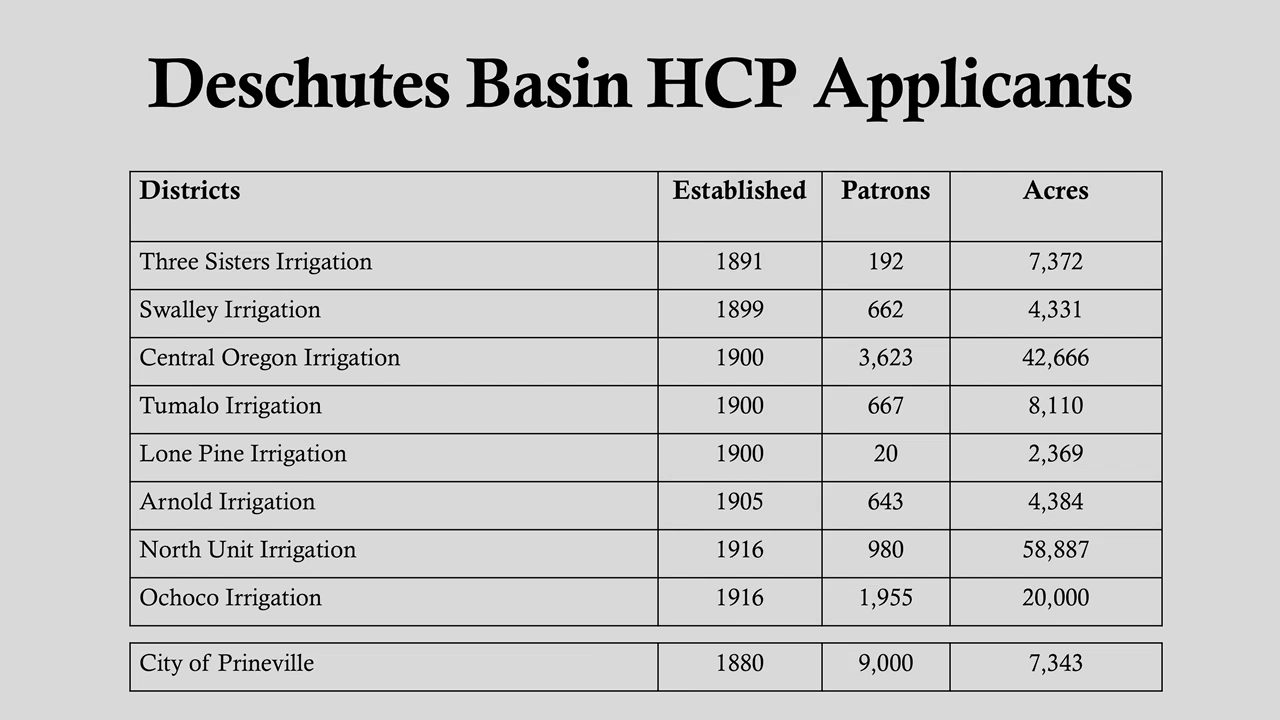 Deschutes Basin HCP Applicants
Districts Established Patrons Acres
Three Sisters Irrigation 1891 192 7,372
Swalley Irrigation 1899 662 4,331
Central Oregon Irrigation 1900 3,623 42,666
Tumalo Irrigation 1900 667 8,110
Lone Pine Irrigation 1900 20 2,369
Arnold Irrigation 1905 643 4,384
North Unit Irrigation 1916 980 58,887
Ochoco Irrigation 1916 1,955 20,000
City of Prineville 1880 9,000 7,343